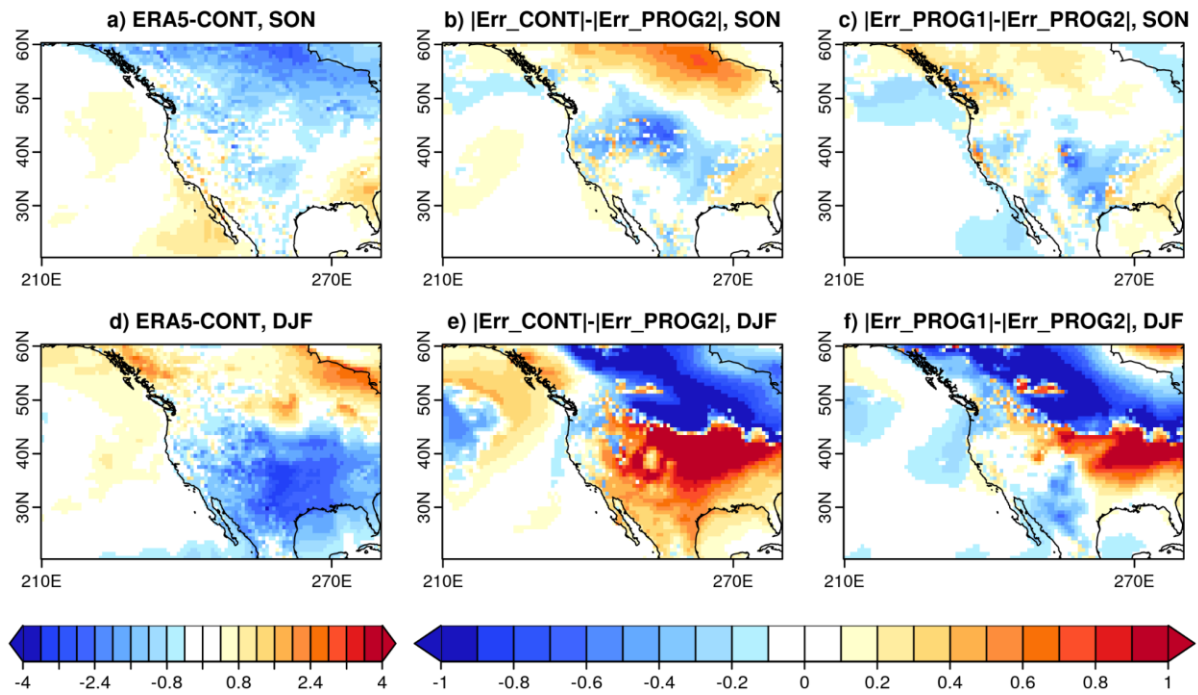 a) ERA5-CONT, SON
b) |Err_CONT|-|Err_PROG2|, SON
c) |Err_PROG1|-|Err_PROG2|, SON
60N
50N
40N
30N
210E
270E
60N
50N
40N
30N
210E
270E
60N
50N
40N
30N
210E
270E
d) ERA5-CONT, DJF
e) |Err_CONT|-|Err_PROG2|, DJF
f) |Err_PROG1|-|Err_PROG2|, DJF
60N
50N
40N
30N
210E
270E
60N
50N
40N
30N
210E
270E
60N
50N
40N
30N
210E
270E
-4 -2.4 -0.8 0.8 2.4 4
-1 -0.8 -0.6 -0.4 -0.2 0 0.2 0.4 0.6 0.8 1